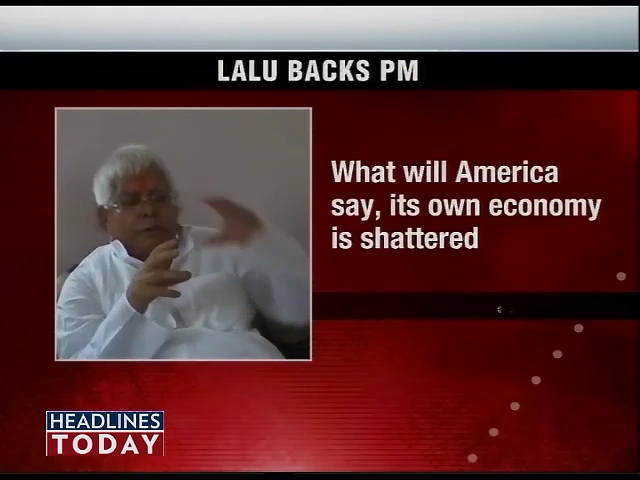 LALU BACKS PM
What will America
say, its own economy
is shattered
HEADLINES
TODAY